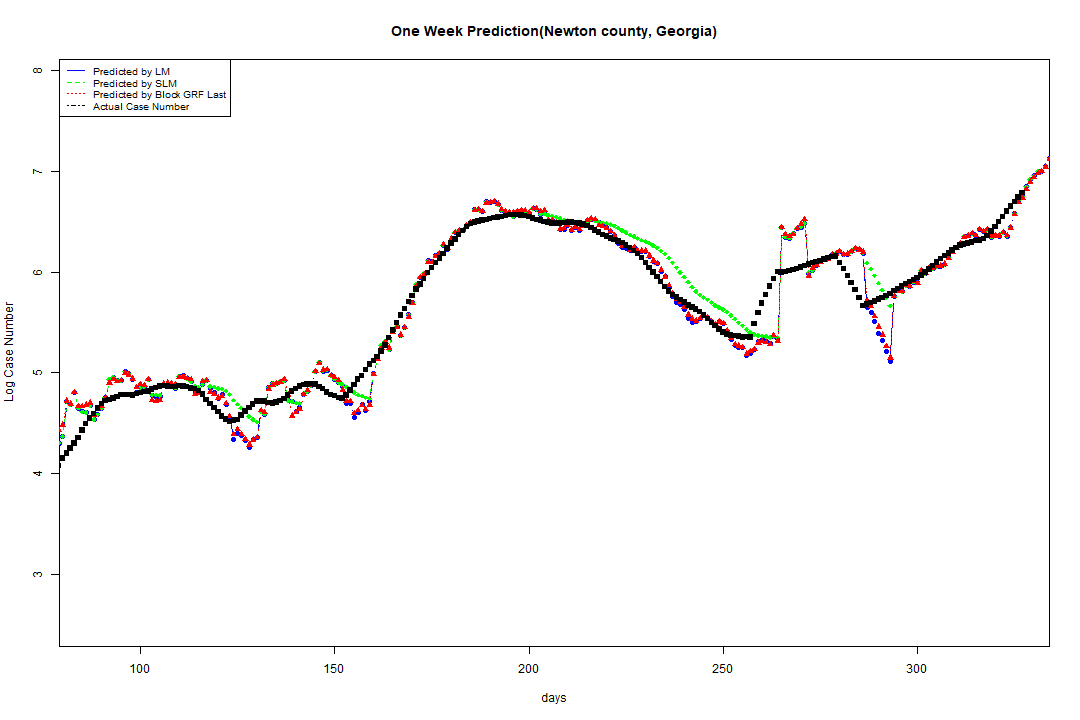 One Week Prediction(Newton county, Georgia)
Predicted by LM
Predicted by SLM
Predicted by Block GRF Last
Actual Case Number
8
7
6
5
4
3
Log Case Number
100 150 200 250 300
days